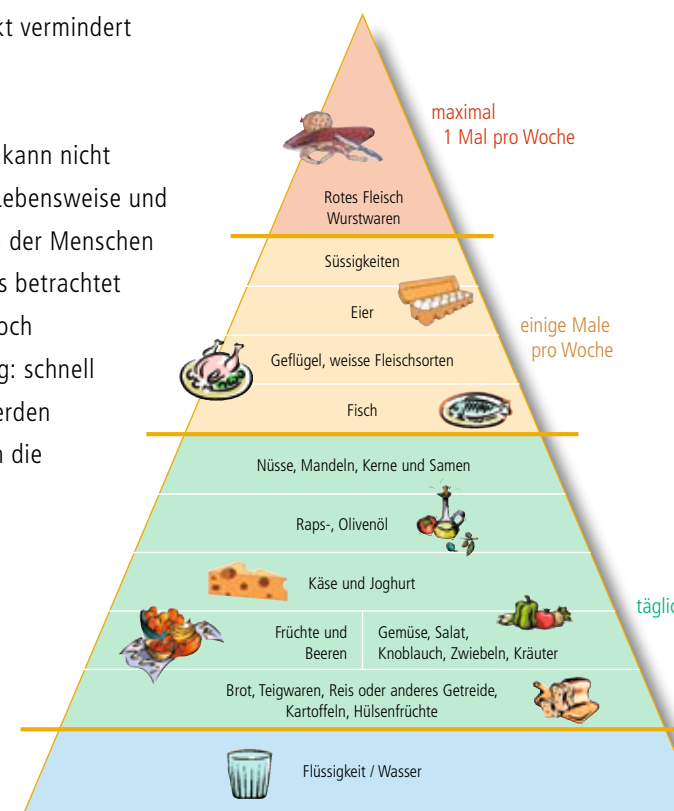 kt vermindert
kann nicht
Lebensweise und
der Menschen
s betrachtet
och
g: schnell
erden
die
maximal
1 Mal pro Woche
Rotes Fleisch
Wurstwaren
Süssigkeiten
Eier
einige Male
pro Woche
Geflügel, weisse Fleischsorten
Fisch
Nüsse, Mandeln, Kerne und Samen
Raps-, Olivenöl
Käse und Joghurt
täglic
Früchte und
Beeren
Gemüse, Salat,
Knoblauch, Zwiebeln, Kräuter
Brot, Teigwaren, Reis oder anderes Getreide,
Kartoffeln, Hülsenfrüchte
Flüssigkeit / Wasser